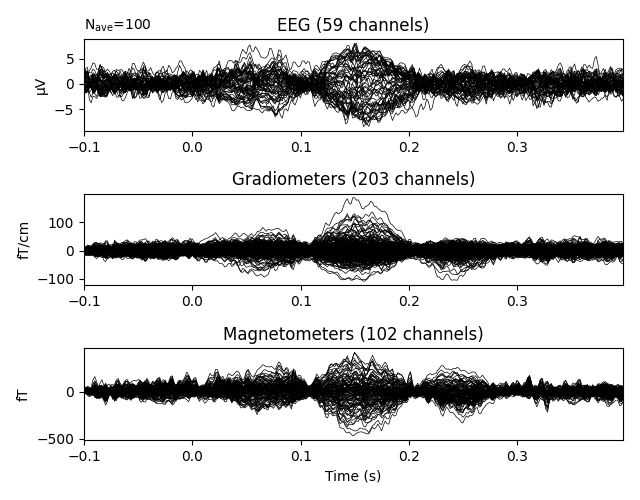 N_ave=100
EEG (59 channels)
5
0
−5
µV
−0.1 0.0 0.1 0.2 0.3
Gradiometers (203 channels)
100
0
−100
fT/cm
−0.1 0.0 0.1 0.2 0.3
Magnetometers (102 channels)
0
−500
fT
−0.1 0.0 0.1 0.2 0.3
Time (s)